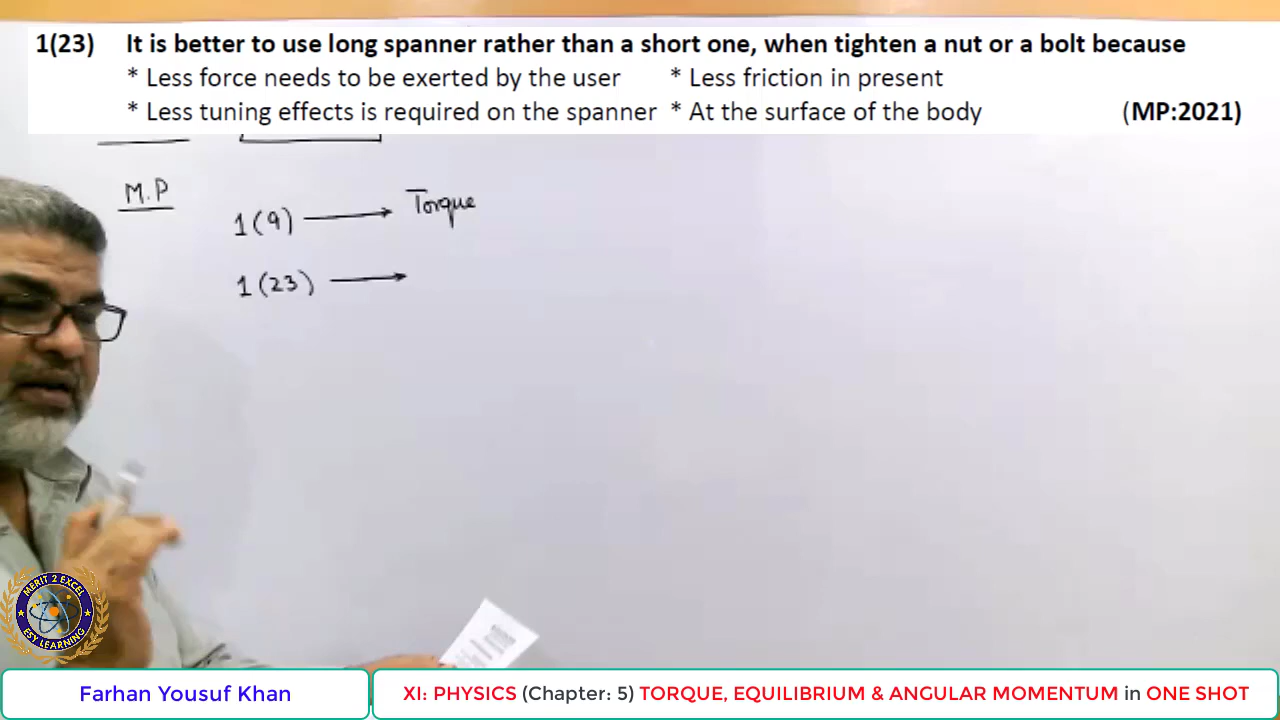 1(23) It is better to use long spanner rather than a short one, when tighten a nut or a bolt because
* Less force needs to be exerted by the user * Less friction in present
* Less tuning effects is required on the spanner * At the surface of the body (MP:2021)
M.P
1(9) → Torque
1(23) →
MERIT 2 EXCEL
ESY LEARNING
Farhan Yousuf Khan
XI: PHYSICS (Chapter: 5) TORQUE, EQUILIBRIUM & ANGULAR MOMENTUM in ONE SHOT